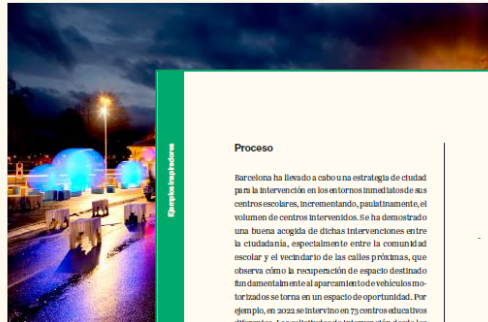 Ejemplos inspiradores
Proceso
Barcelona ha llevado a cabo una estrategia de ciudad
para la intervención en los entornos inmediatos de sus
centros escolares, incrementando, paulatinamente, el
volumen de centros intervenidos. Se ha demostrado
una buena acogida de dichas intervenciones entre
la ciudadanía, especialmente entre la comunidad
escolar y el vecindario de las calles próximas, que
observa cómo la recuperación de espacio destinado
fundamentalmente al aparcamiento de vehículos mo-
torizados se torna en un espacio de oportunidad. Por
ejemplo, en 2022 se intervino en 73 centros educativos